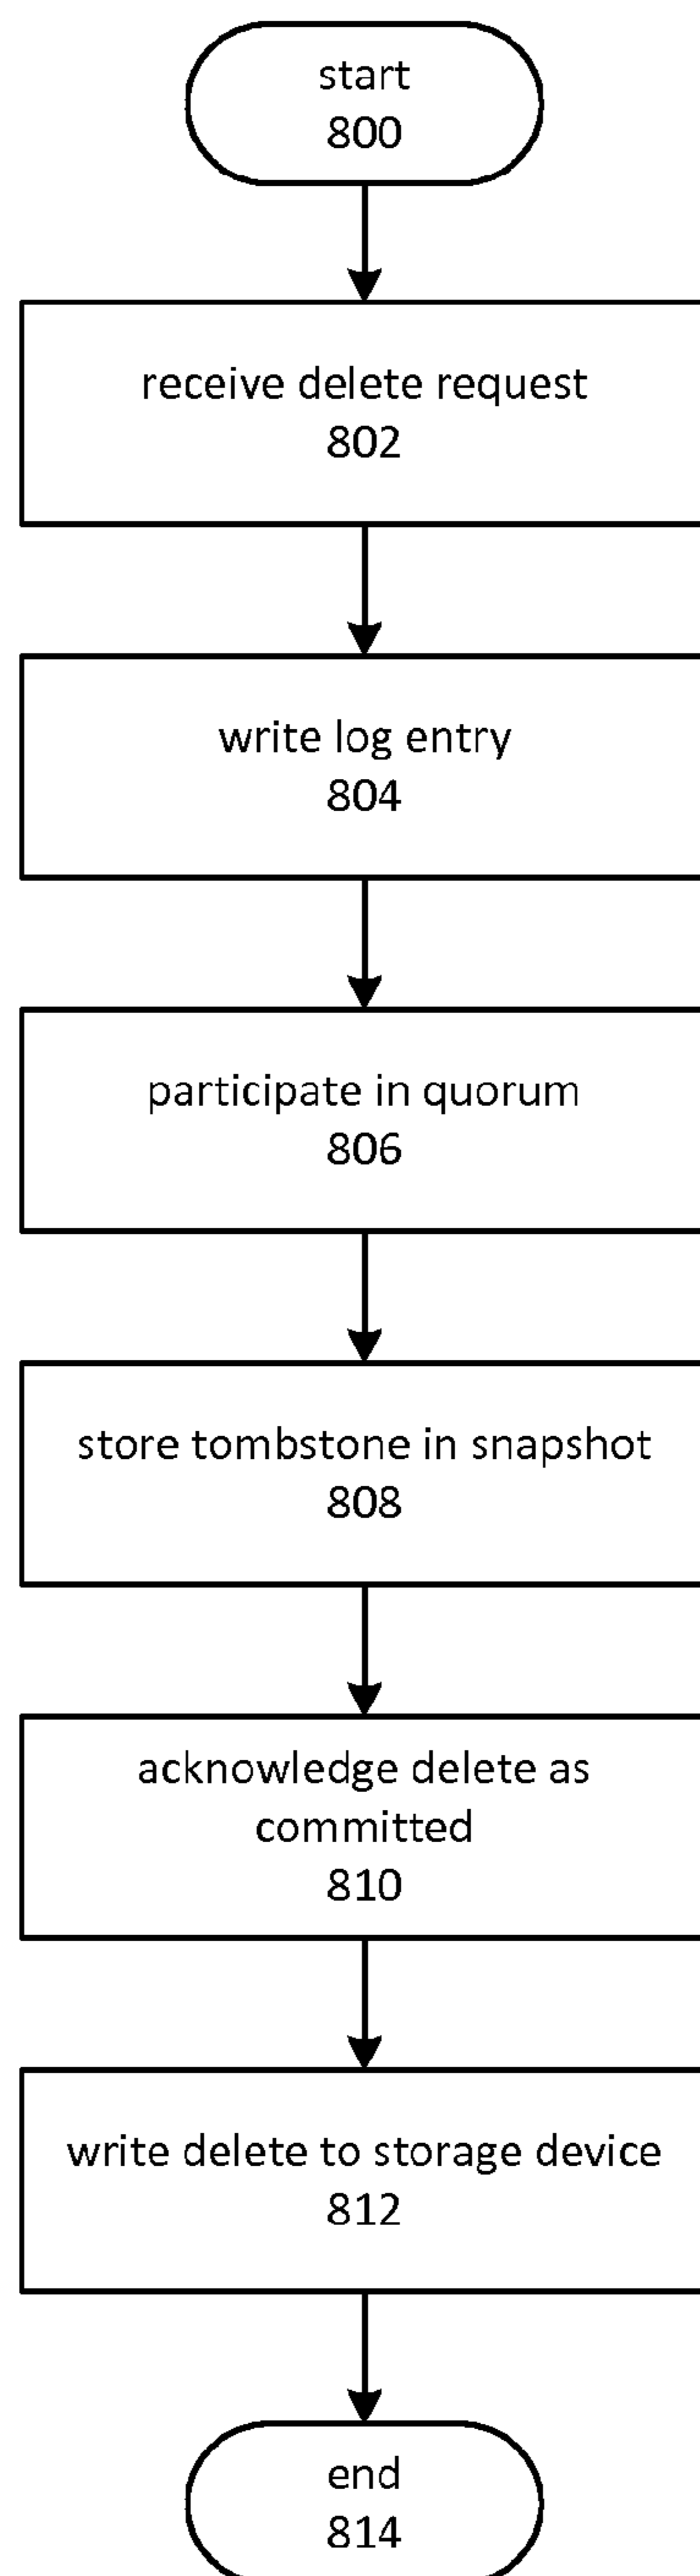 start
800
receive delete request
802
write log entry
804
participate in quorum
806
store tombstone in snapshot
808
acknowledge delete as
committed
810
write delete to storage device
812
end
814